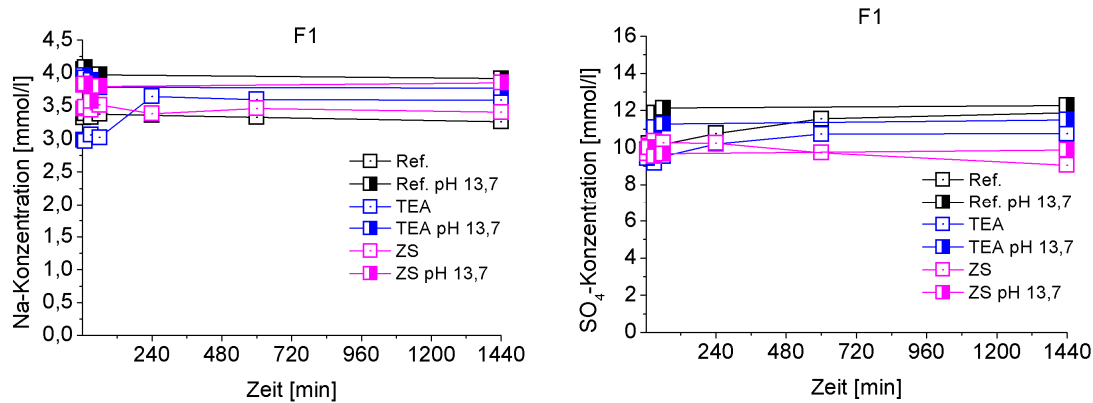 F1
Na-Konzentration [mmol/l]
4,5
4,0
3,5
3,0
2,5
2,0
1,5
1,0
0,5
0,0
Ref.
Ref. pH 13,7
TEA
TEA pH 13,7
ZS
ZS pH 13,7
240 480 720 960 1200 1440
Zeit [min]
F1
SO₄-Konzentration [mmol/l]
16
14
12
10
8
6
4
2
0
Ref.
Ref. pH 13,7
TEA
TEA pH 13,7
ZS
ZS pH 13,7
240 480 720 960 1200 1440
Zeit [min]